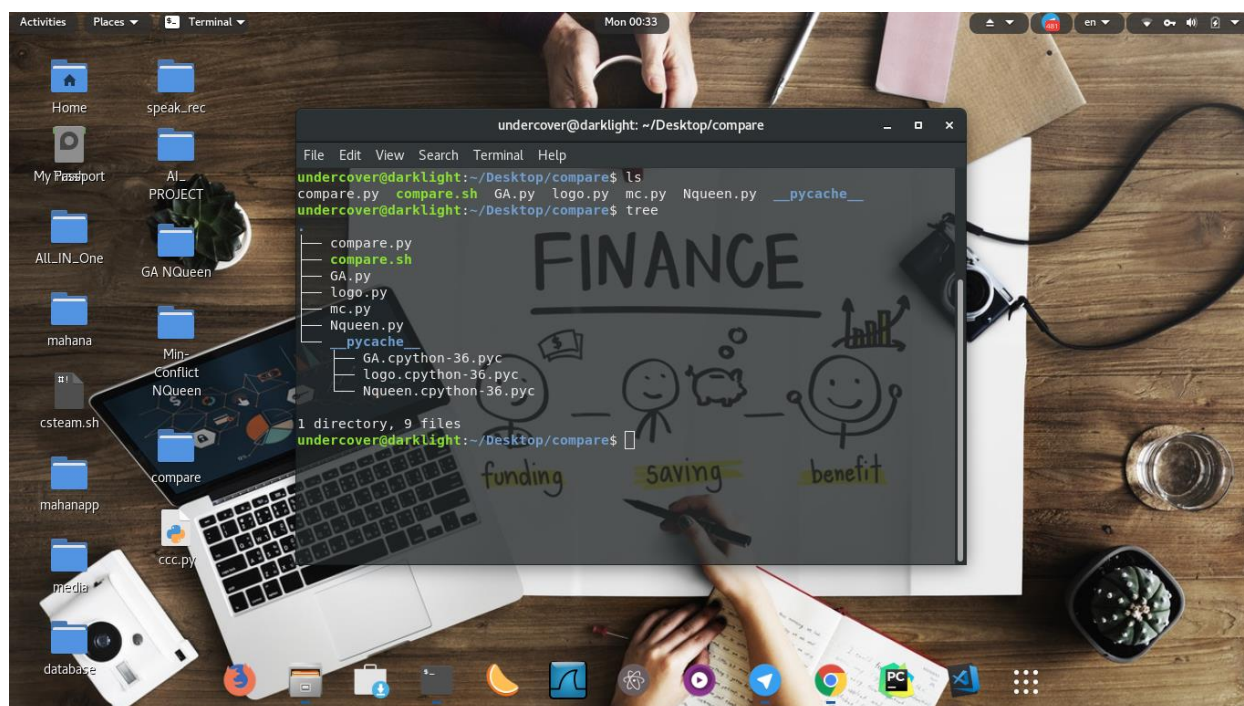 Activities Places Terminal Mon 00:33 481 en
Home
speak_rec
AI_
PROJECT
All_IN_One
GA NQueen
mahana
Min-
Conflict
NQueen
#!
csteam.sh
compare
mahanapp
ccc.py
media
database
undercover@darklight: ~/Desktop/compare
File Edit View Search Terminal Help
undercover@darklight:~/Desktop/compare$ ls
compare.py compare.sh GA.py logo.py mc.py Nqueen.py __pycache__
undercover@darklight:~/Desktop/compare$ tree
.
├── compare.py
├── compare.sh
├── GA.py
├── logo.py
├── mc.py
├── Nqueen.py
└── __pycache__
    ├── GA.cpython-36.pyc
    ├── logo.cpython-36.pyc
    └── Nqueen.cpython-36.pyc
1 directory, 9 files
undercover@darklight:~/Desktop/compare$
FINANCE
funding saving benefit
PC